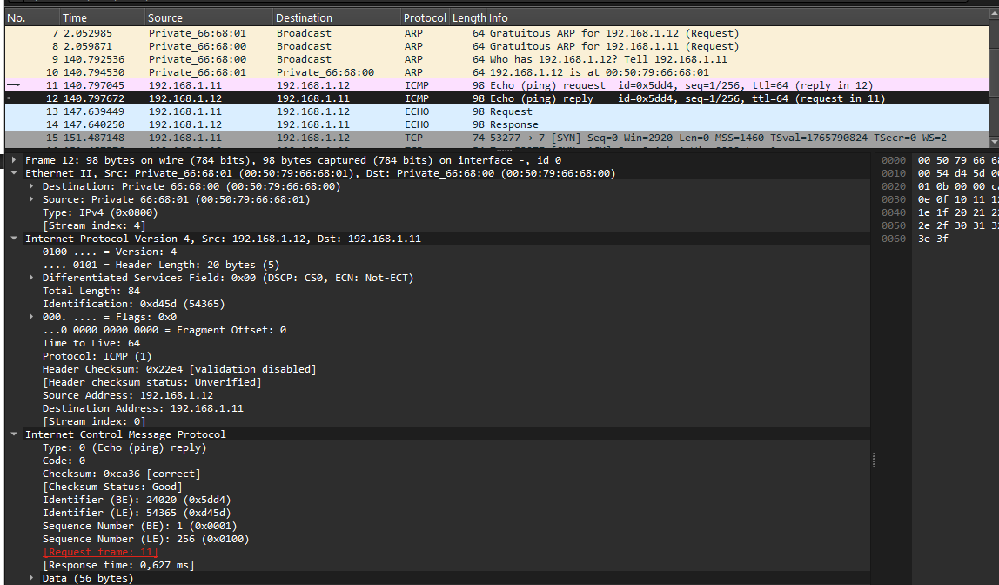 No. Time Source Destination Protocol Length Info
7 2.052985 Private_66:68:01 Broadcast ARP 64 Gratuitous ARP for 192.168.1.12 (Request)
8 2.059871 Private_66:68:00 Broadcast ARP 64 Gratuitous ARP for 192.168.1.11 (Request)
9 140.792536 Private_66:68:00 Broadcast ARP 64 Who has 192.168.1.12? Tell 192.168.1.11
10 140.794530 Private_66:68:01 Private_66:68:00 ARP 64 192.168.1.12 is at 00:50:79:66:68:01
11 140.797045 192.168.1.11 192.168.1.12 ICMP 98 Echo (ping) request id=0x5dd4, seq=1/256, ttl=64 (reply in 12)
12 140.797672 192.168.1.12 192.168.1.11 ICMP 98 Echo (ping) reply id=0x5dd4, seq=1/256, ttl=64 (request in 11)
13 147.639449 192.168.1.11 192.168.1.12 ECHO 98 Request
14 147.640250 192.168.1.12 192.168.1.11 ECHO 98 Response
15 151.487148 192.168.1.11 192.168.1.12 TCP 74 53277 → 7 [SYN] Seq=0 Win=2920 Len=0 MSS=1460 TSval=1765790824 TSecr=0 WS=2
Frame 12: 98 bytes on wire (784 bits), 98 bytes captured (784 bits) on interface -, id 0
Ethernet II, Src: Private_66:68:01 (00:50:79:66:68:01), Dst: Private_66:68:00 (00:50:79:66:68:00)
Destination: Private_66:68:00 (00:50:79:66:68:00)
Source: Private_66:68:01 (00:50:79:66:68:01)
Type: IPv4 (0x0800)
[Stream index: 4]
Internet Protocol Version 4, Src: 192.168.1.12, Dst: 192.168.1.11
0100 .... = Version: 4
.... 0101 = Header Length: 20 bytes (5)
Differentiated Services Field: 0x00 (DSCP: CS0, ECN: Not-ECT)
Total Length: 84
Identification: 0xd45d (54365)
000. .... = Flags: 0x0
...0 0000 0000 0000 = Fragment Offset: 0
Time to Live: 64
Protocol: ICMP (1)
Header Checksum: 0x22e4 [validation disabled]
[Header checksum status: Unverified]
Source Address: 192.168.1.12
Destination Address: 192.168.1.11
[Stream index: 0]
Internet Control Message Protocol
Type: 0 (Echo (ping) reply)
Code: 0
Checksum: 0xca36 [correct]
[Checksum Status: Good]
Identifier (BE): 24020 (0x5dd4)
Identifier (LE): 54365 (0xd45d)
Sequence Number (BE): 1 (0x0001)
Sequence Number (LE): 256 (0x0100)
[Request frame: 11]
[Response time: 0,627 ms]
Data (56 bytes)
0000 00 50 79 66 6
0010 00 54 d4 5d 0
0020 01 0b 00 00 c
0030 0e 0f 10 11 1
0040 1e 1f 20 21 2
0050 2e 2f 30 31 3
0060 3e 3f